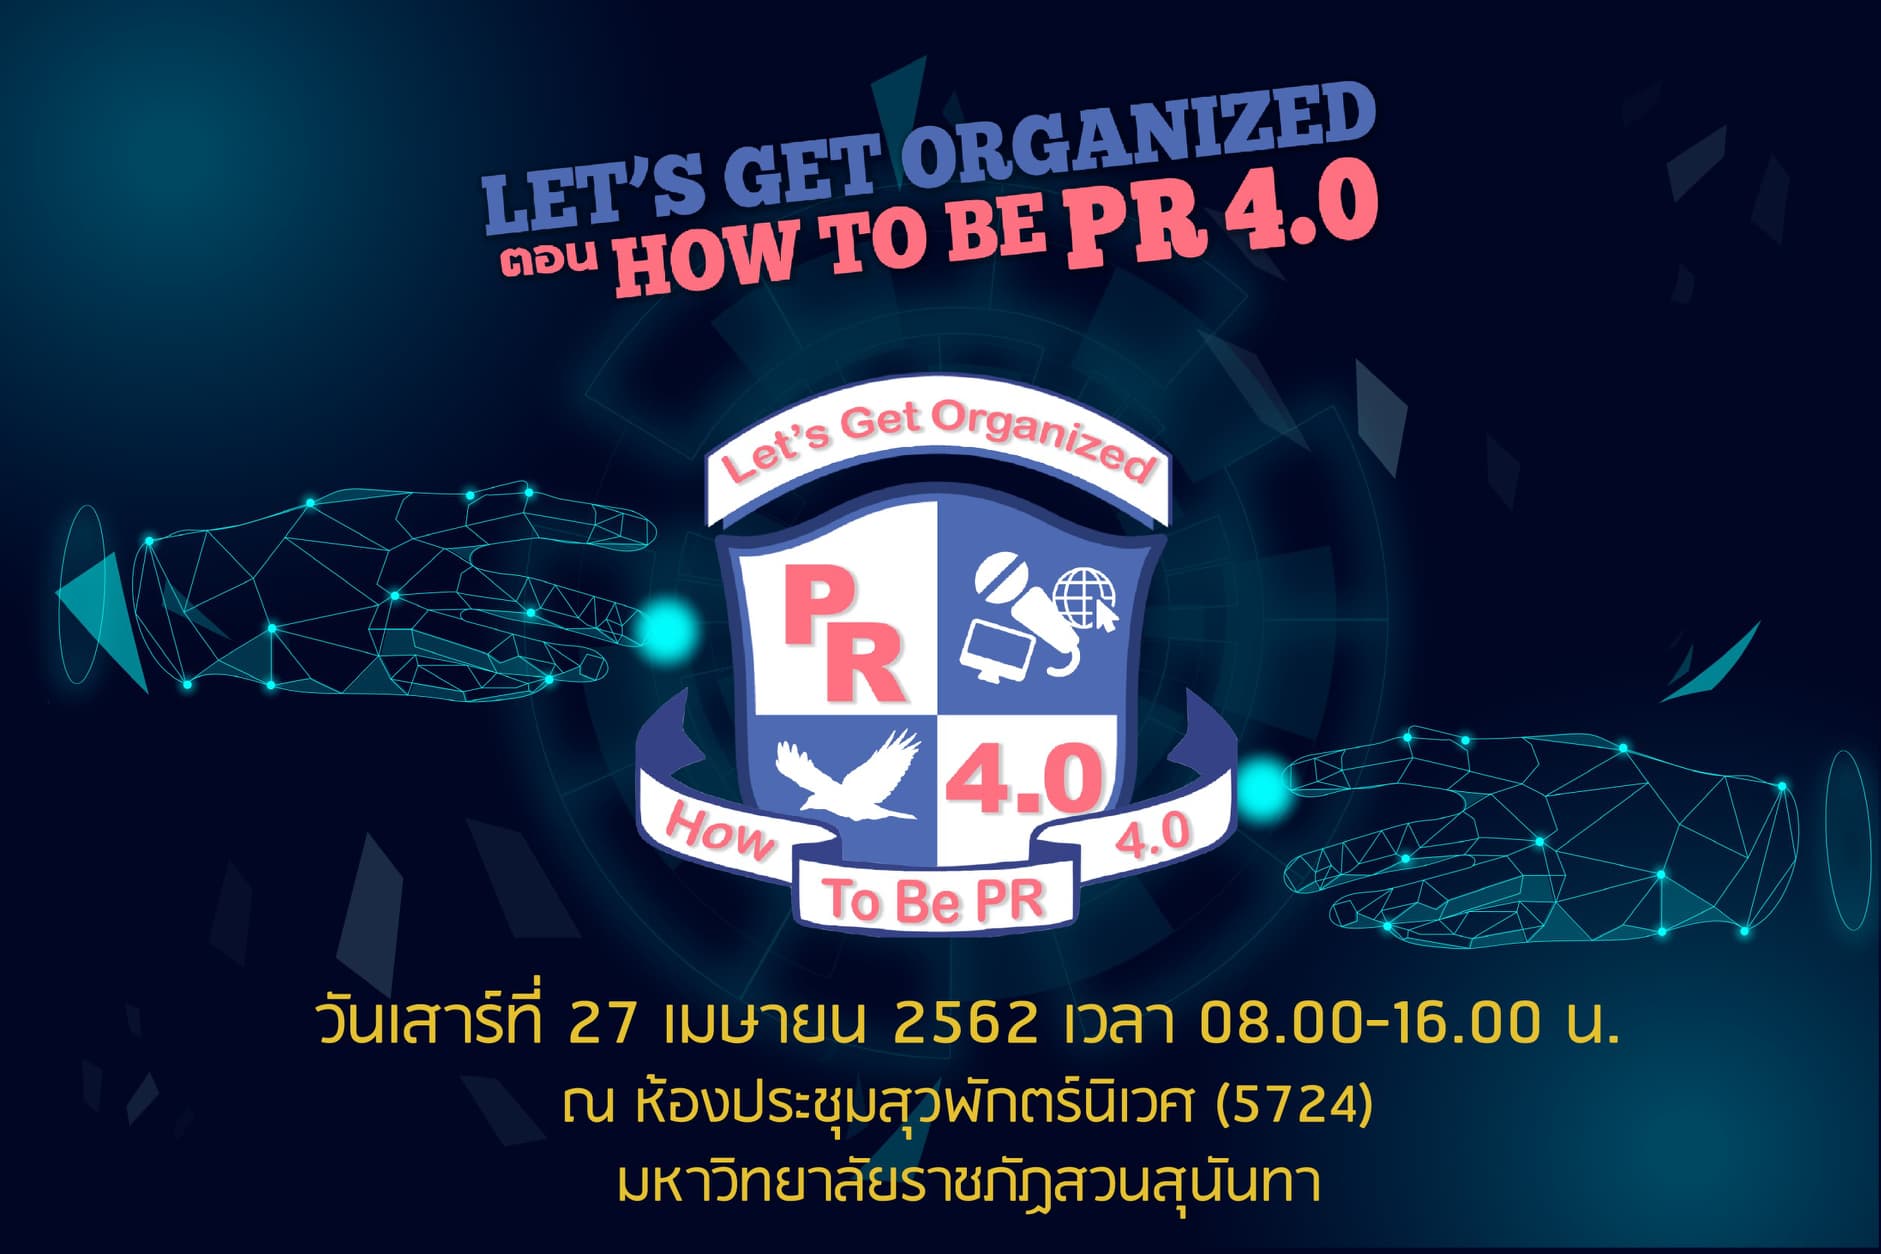 LET'S GET ORGANIZED
ตอน HOW TO BE PR 4.0
Let's Get Organized
P
R
4.0
How
To Be PR
4.0
วันเสาร์ที่ 27 เมษายน 2562 เวลา 08.00-16.00 น.
ณ ห้องประชุมสุวพักตร์นิเวศ (5724)
มหาวิทยาลัยราชภัฏสวนสุนันทา